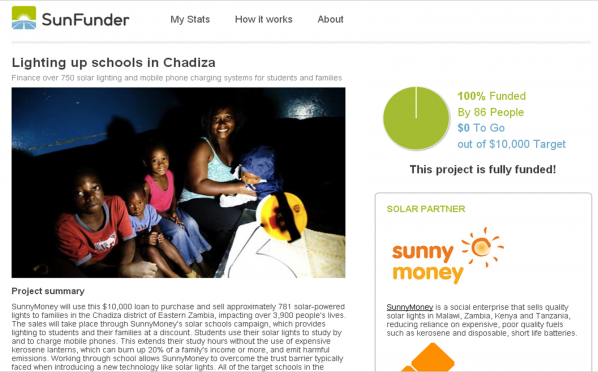 SunFunder
My Stats
How it works
About
Lighting up schools in Chadiza
Finance over 750 solar lighting and mobile phone charging systems for students and families
100% Funded
By 86 People
$0 To Go
out of $10,000 Target
This project is fully funded!
Project summary
SunnyMoney will use this $10,000 loan to purchase and sell approximately 781 solar-powered
lights to families in the Chadiza district of Eastern Zambia, impacting over 3,900 people's lives.
The sales will take place through SunnyMoney's solar schools campaign, which provides
lighting to students and their families at a discount. Students use their solar lights to study by
and to charge mobile phones. This extends their study hours without the use of expensive
kerosene lanterns, which can burn up 20% of a family's income or more, and emit harmful
emissions. Working through school allows SunnyMoney to overcome the trust barrier typically
faced when introducing a new technology like solar lights. All of the target schools in the
SOLAR PARTNER
sunny
money
SunnyMoney is a social enterprise that sells quality
solar lights in Malawi, Zambia, Kenya and Tanzania,
reducing reliance on expensive, poor quality fuels
such as kerosene and disposable, short life batteries.